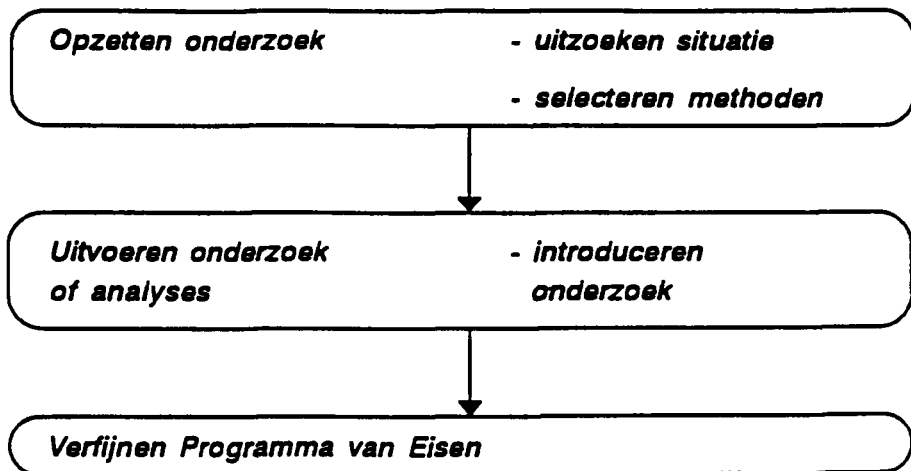 Opzetten onderzoek - uitzoeken situatie
- selecteren methoden
Uitvoeren onderzoek - introduceren
of analyses onderzoek
Verfijnen Programma van Eisen